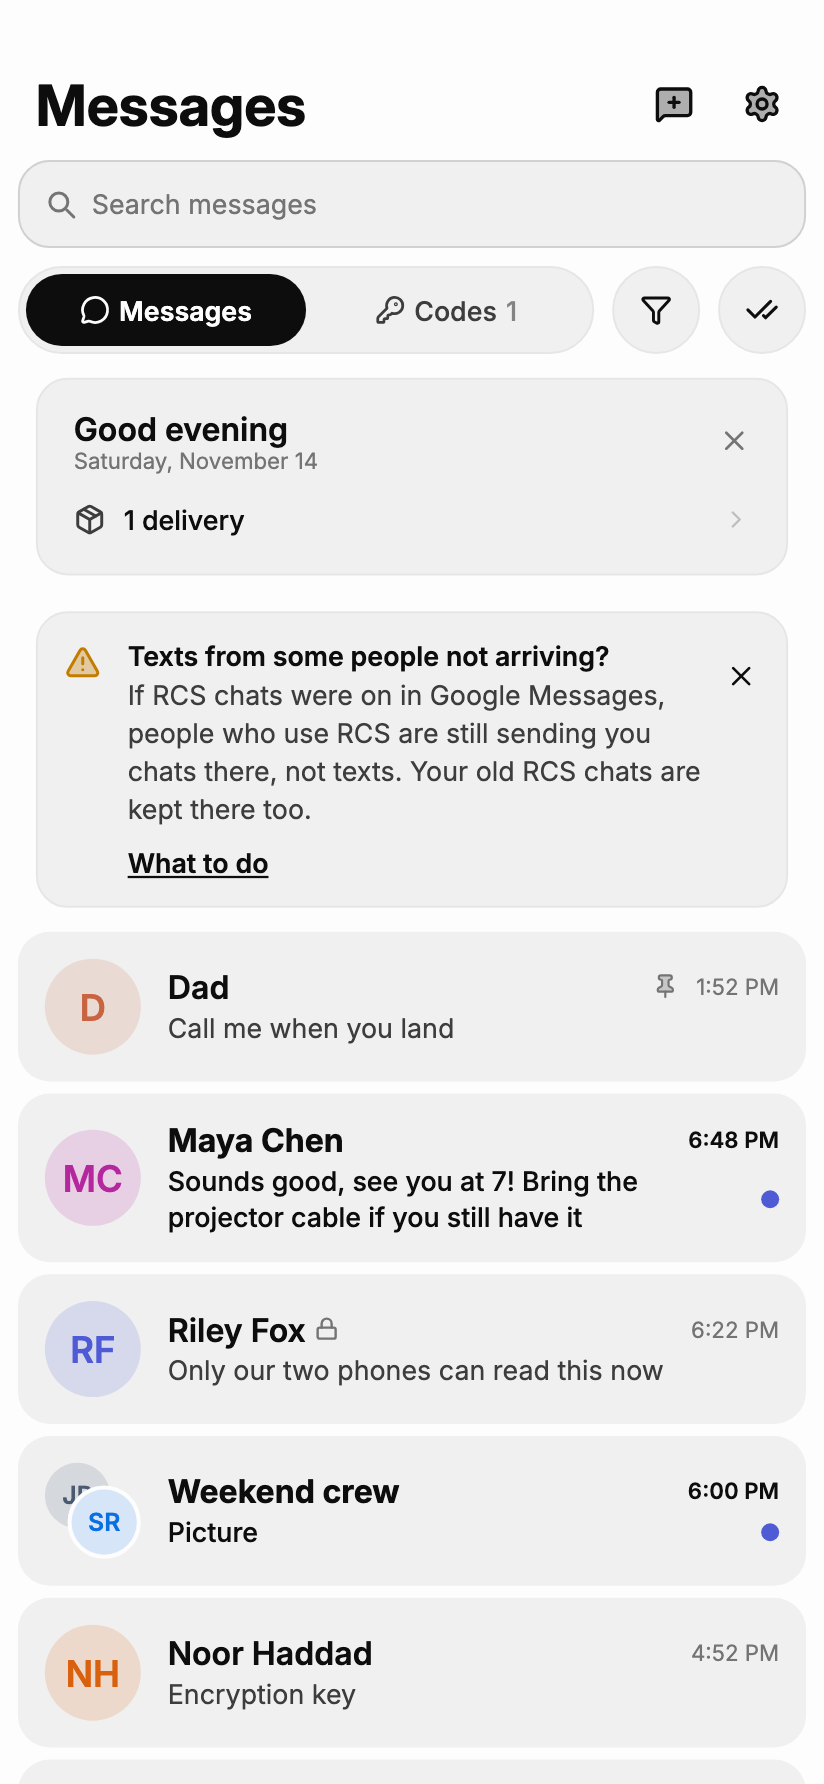 Messages
Search messages
Messages
Codes 1
Good evening
Saturday, November 14
1 delivery
Texts from some people not arriving?
If RCS chats were on in Google Messages,
people who use RCS are still sending you
chats there, not texts. Your old RCS chats are
kept there too.
What to do
D
Dad
1:52 PM
Call me when you land
MC
Maya Chen
6:48 PM
Sounds good, see you at 7! Bring the
projector cable if you still have it
RF
Riley Fox
6:22 PM
Only our two phones can read this now
SR
Weekend crew
6:00 PM
Picture
NH
Noor Haddad
4:52 PM
Encryption key